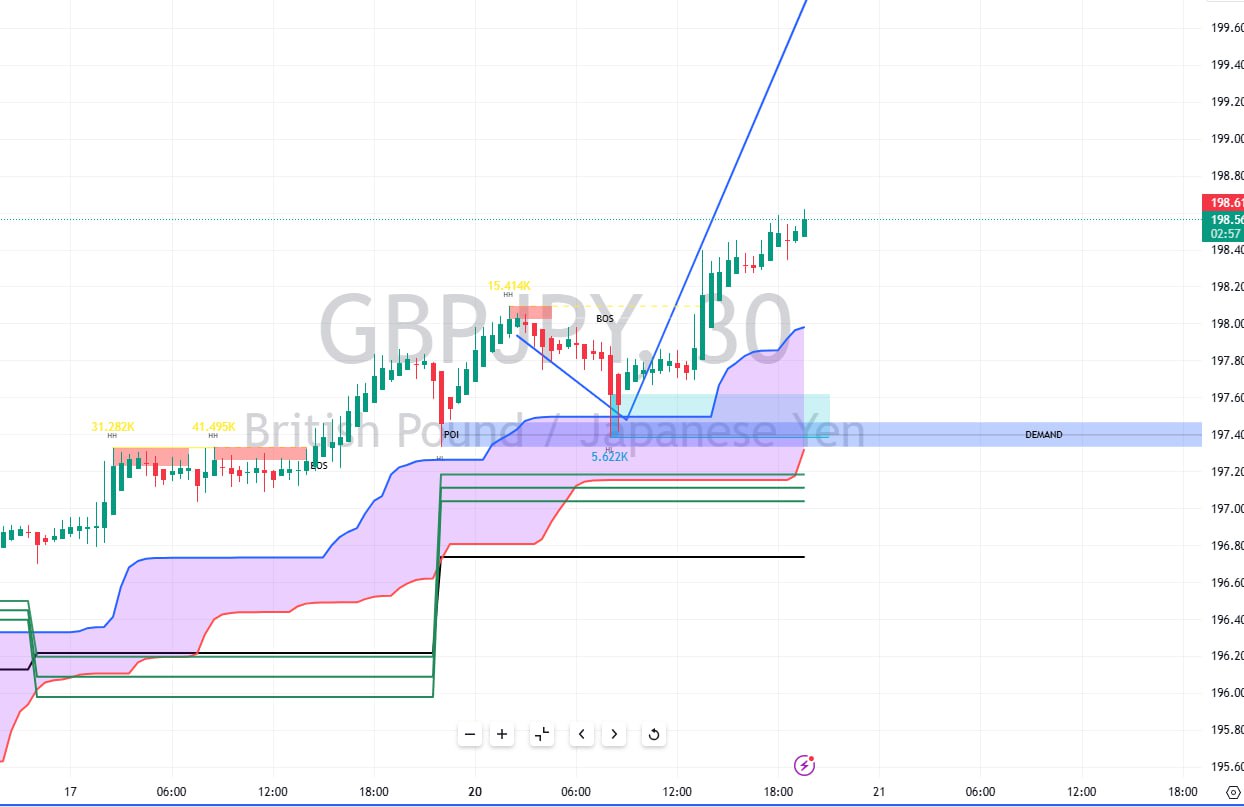 199.60
199.40
199.20
199.00
198.80
198.61
198.56
02:57
198.40
198.20
198.00
197.80
197.60
197.40
197.20
197.00
196.80
196.60
196.40
196.20
196.00
195.80
195.60
GBPJPY, 30
British Pound / Japanese Yen
15.414K
HH
BOS
31.282K
HH
41.495K
HH
BOS
POI
HL
HL
5.622K
DEMAND
17
06:00
12:00
18:00
20
06:00
12:00
18:00
21
06:00
12:00
18:00